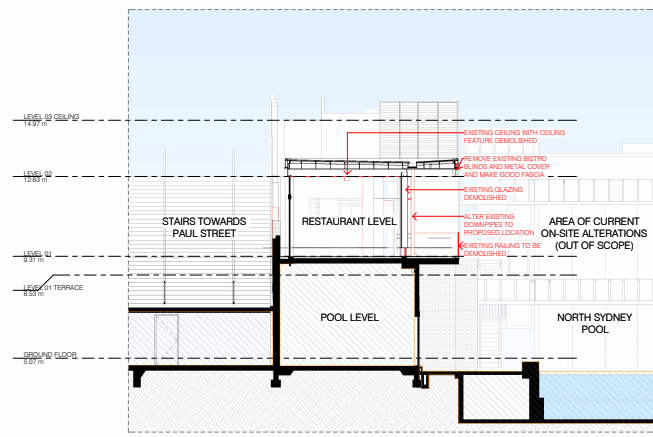 LEVEL 03 CEILING
14.97 m
EXISTING CEILING WITH CEILING
FEATURE DEMOLISHED
REMOVE EXISTING BISTRO
BLINDS AND METAL COVER
AND MAKE GOOD FASCIA
LEVEL 02
12.63 m
EXISTING GLAZING
DEMOLISHED
STAIRS TOWARDS
PAUL STREET
RESTAURANT LEVEL
ALTER EXISTING
DOWNPIPES TO
PROPOSED LOCATION
AREA OF CURRENT
ON-SITE ALTERATIONS
(OUT OF SCOPE)
EXISTING RAILING TO BE
DEMOLISHED
LEVEL 01
9.31 m
LEVEL 01 TERRACE
8.53 m
POOL LEVEL
NORTH SYDNEY
POOL
GROUND FLOOR
5.07 m